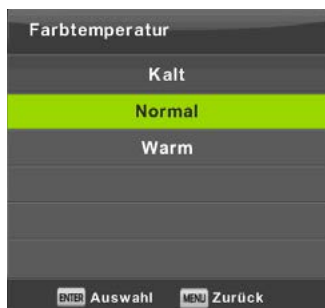 Farbtemperatur
Kalt
Normal
Warm
ENTER Auswahl MENU Zurück